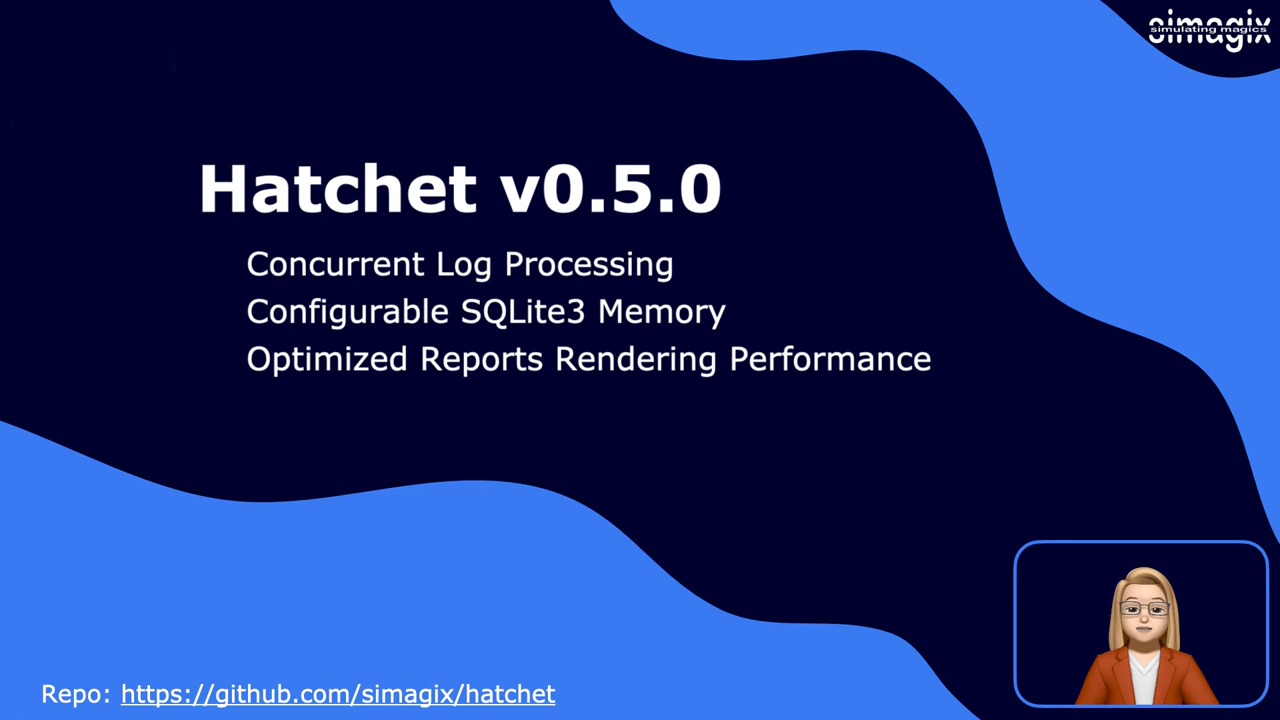 simagix
simulating magics
Hatchet v0.5.0
Concurrent Log Processing
Configurable SQLite3 Memory
Optimized Reports Rendering Performance
Repo: https://github.com/simagix/hatchet